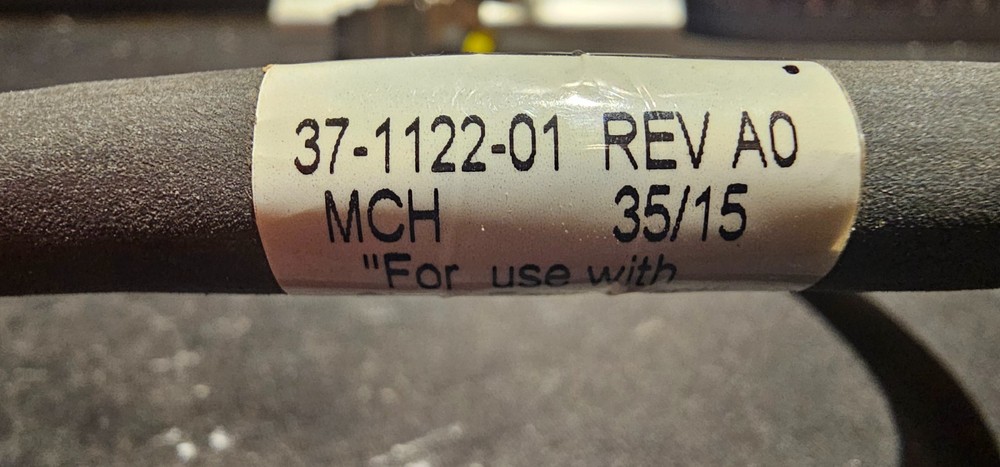 37-1122-01 REV A0
MCH 35/15
"For use with